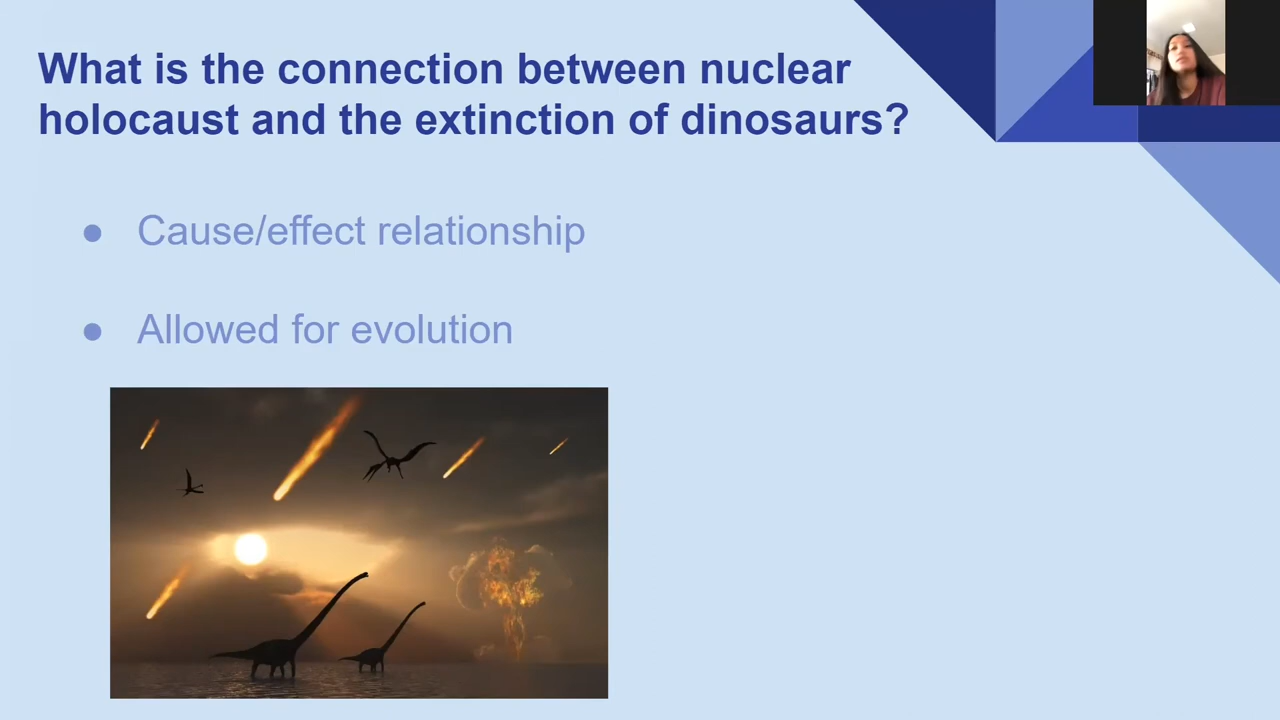 What is the connection between nuclear
holocaust and the extinction of dinosaurs?
● Cause/effect relationship
● Allowed for evolution